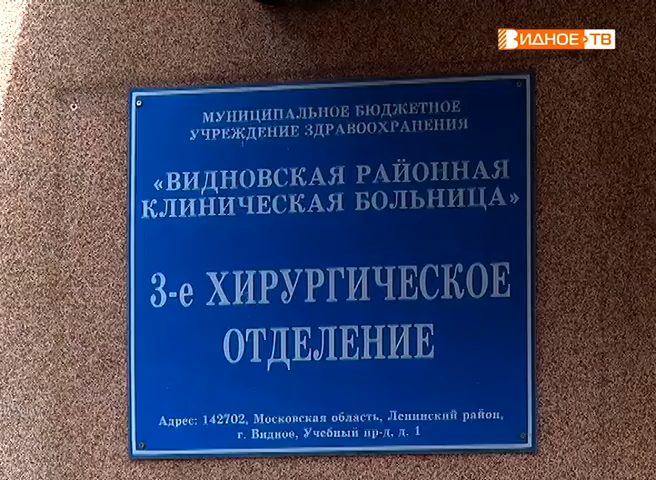 ВИДНОЕ ТВ
МУНИЦИПАЛЬНОЕ БЮДЖЕТНОЕ
УЧРЕЖДЕНИЕ ЗДРАВООХРАНЕНИЯ
«ВИДНОВСКАЯ РАЙОННАЯ
КЛИНИЧЕСКАЯ БОЛЬНИЦА»
3-е ХИРУРГИЧЕСКОЕ
ОТДЕЛЕНИЕ
Адрес: 142702, Московская область, Ленинский район,
г. Видное, Учебный пр-д, д. 1